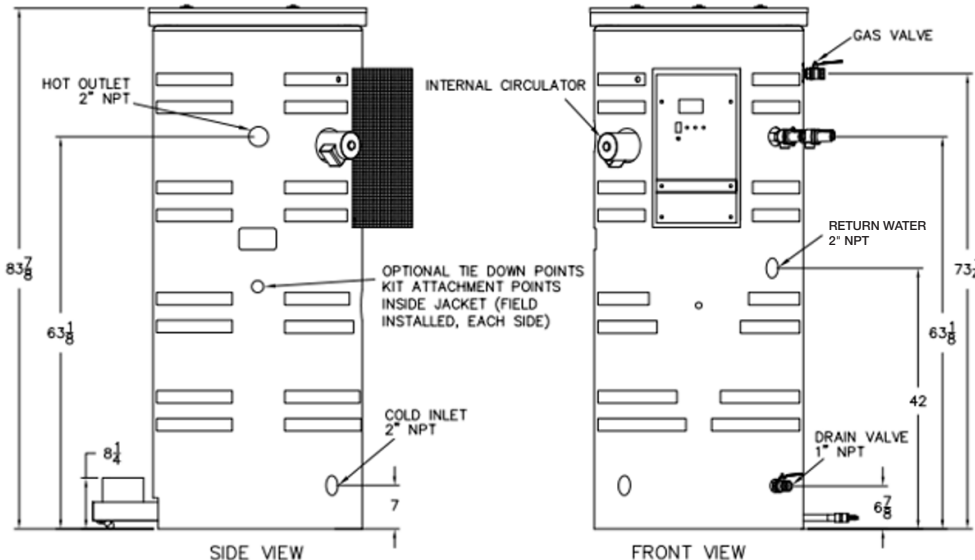 GAS VALVE
HOT OUTLET
2" NPT
INTERNAL CIRCULATOR
RETURN WATER
2" NPT
83 7/8
73
OPTIONAL TIE DOWN POINTS
KIT ATTACHMENT POINTS
INSIDE JACKET (FIELD
INSTALLED, EACH SIDE)
63 1/8
63 1/8
42
COLD INLET
2" NPT
DRAIN VALVE
1" NPT
8 1/4
7
6 7/8
SIDE VIEW
FRONT VIEW